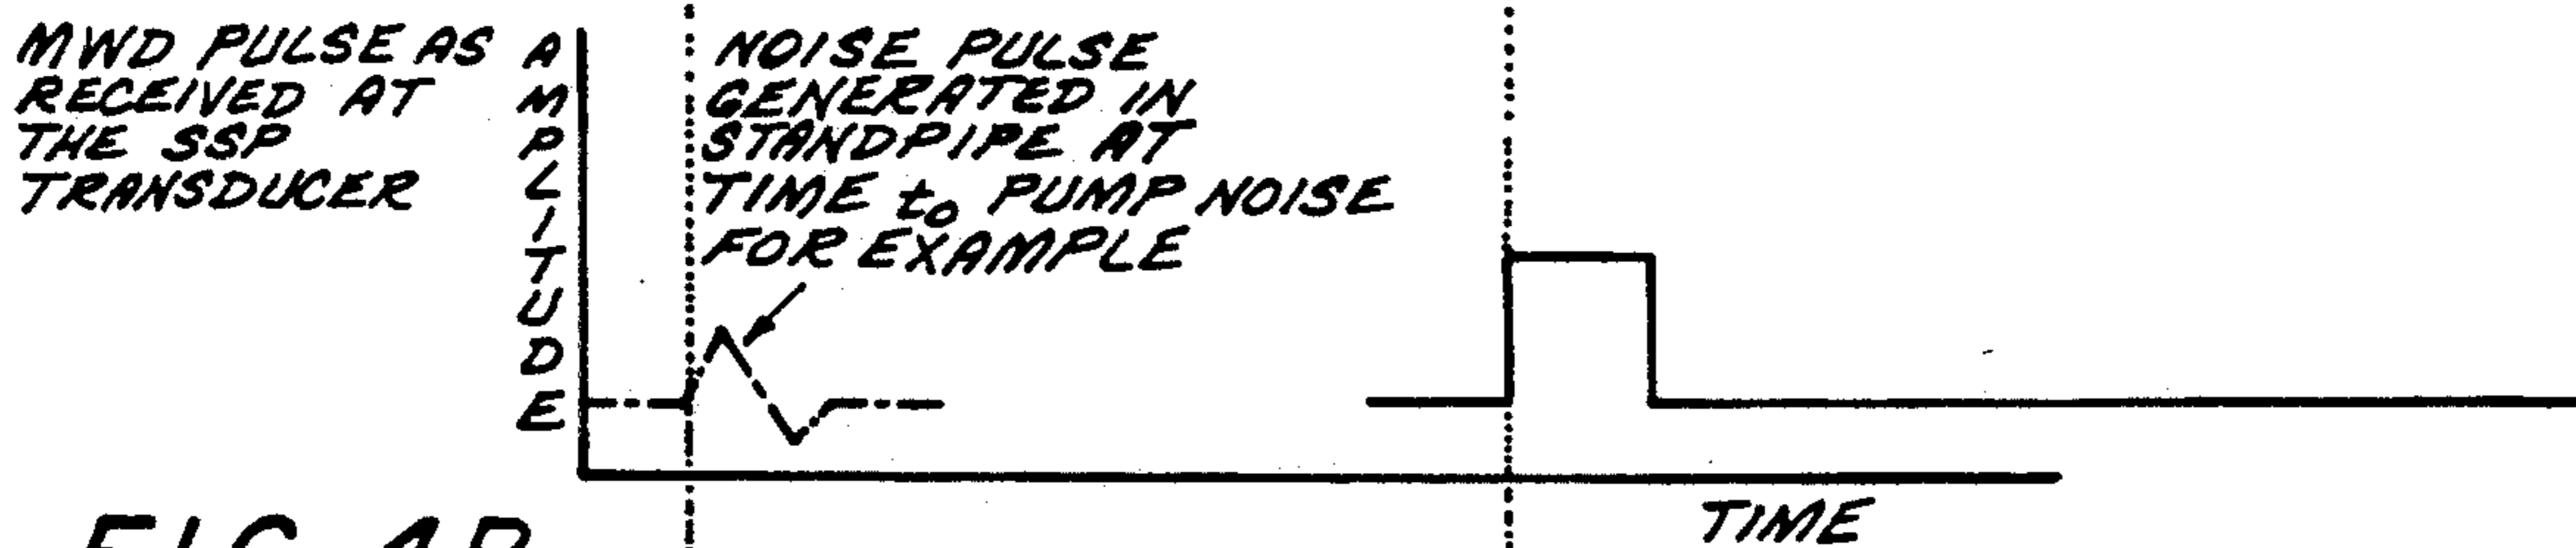 MWD PULSE AS
RECEIVED AT
THE SSP
TRANSDUCER
AMPLITUDE
NOISE PULSE
GENERATED IN
STANDPIPE AT
TIME to PUMP NOISE
FOR EXAMPLE
TIME